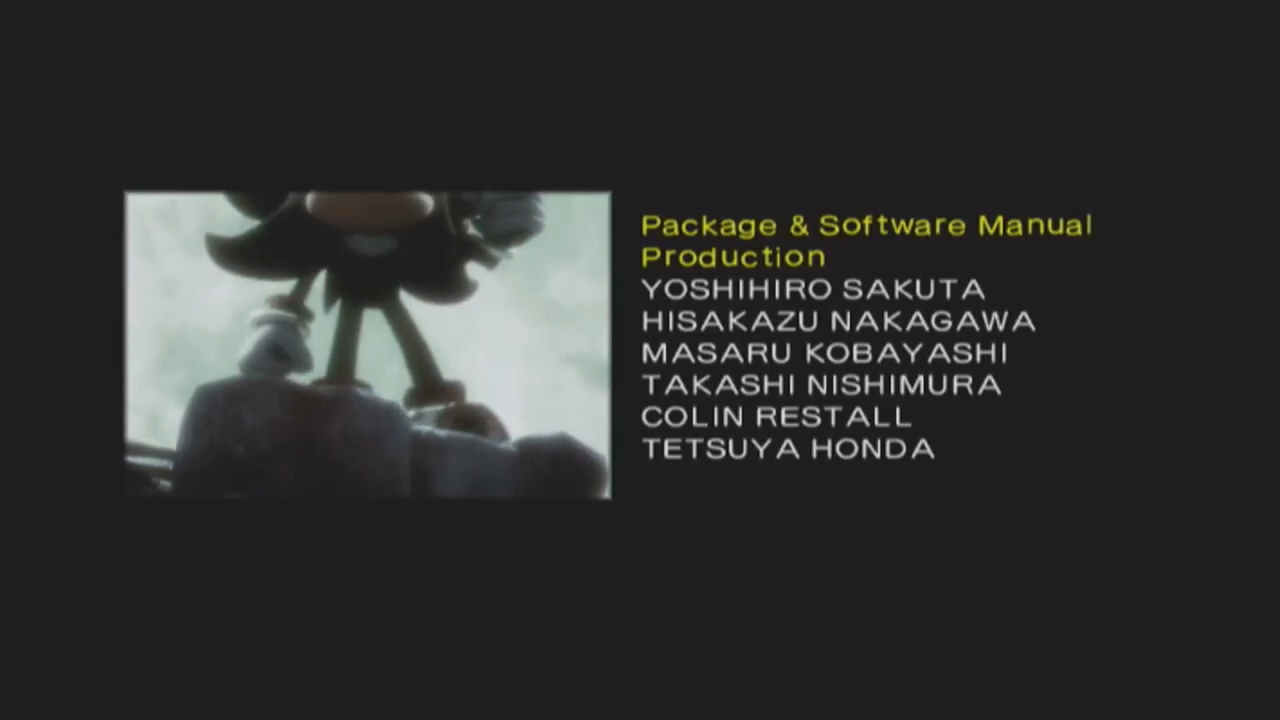 Package & Software Manual
Production
YOSHIHIRO SAKUTA
HISAKAZU NAKAGAWA
MASARU KOBAYASHI
TAKASHI NISHIMURA
COLIN RESTALL
TETSUYA HONDA